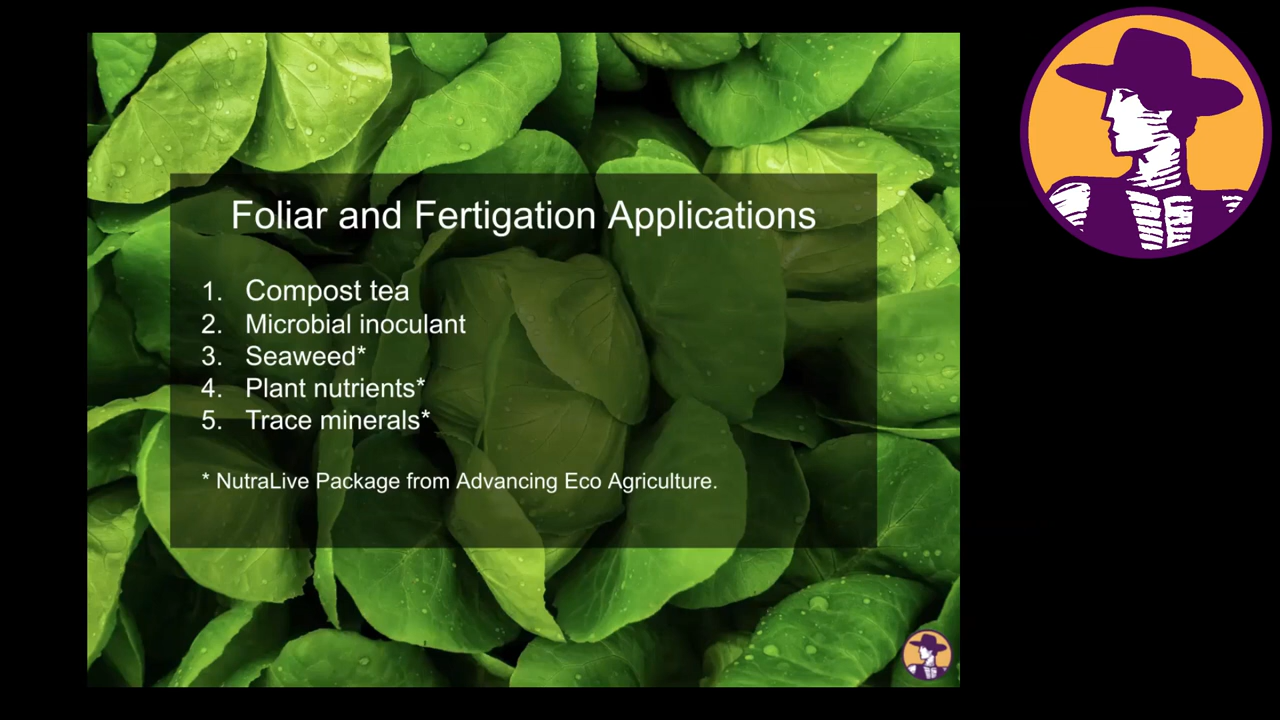 Foliar and Fertigation Applications
1. Compost tea
2. Microbial inoculant
3. Seaweed*
4. Plant nutrients*
5. Trace minerals*
* NutraLive Package from Advancing Eco Agriculture.